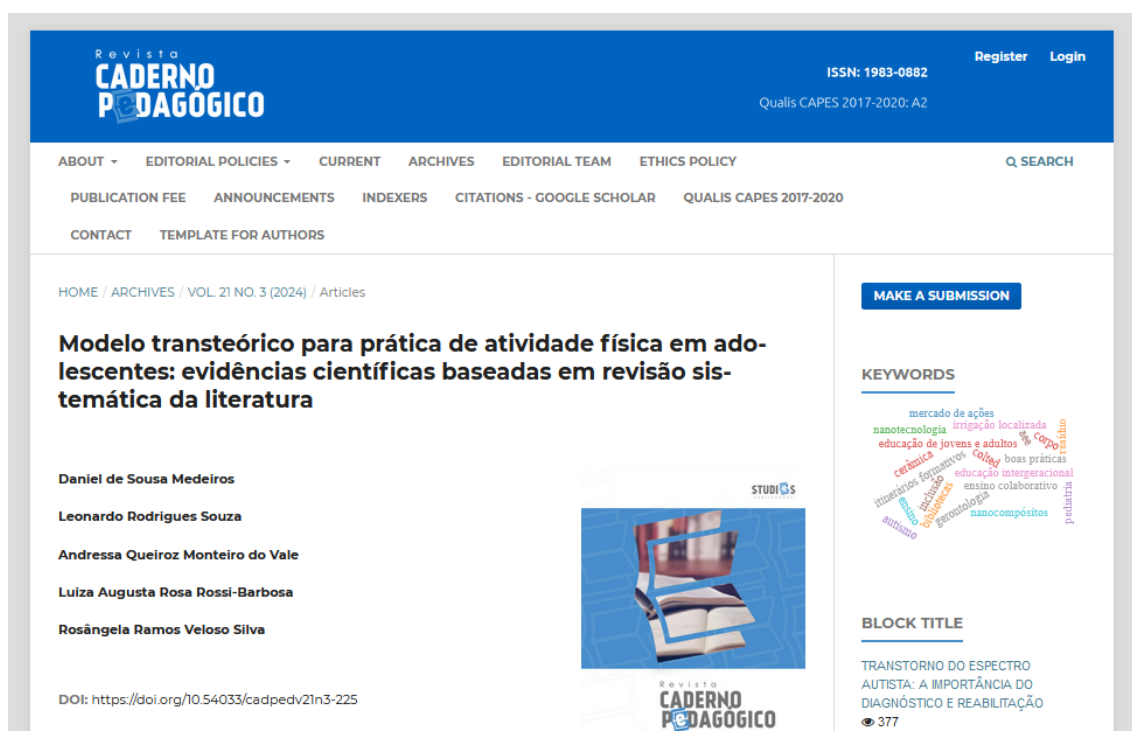 Revista
CADERNO
PEDAGÓGICO
ISSN: 1983-0882
Qualis CAPES 2017-2020: A2
Register Login
ABOUT EDITORIAL POLICIES CURRENT ARCHIVES EDITORIAL TEAM ETHICS POLICY SEARCH
PUBLICATION FEE ANNOUNCEMENTS INDEXERS CITATIONS - GOOGLE SCHOLAR QUALIS CAPES 2017-2020
CONTACT TEMPLATE FOR AUTHORS
HOME / ARCHIVES / VOL. 21 NO. 3 (2024) / Articles
Modelo transteórico para prática de atividade física em ado-
lescentes: evidências científicas baseadas em revisão sis-
temática da literatura
Daniel de Sousa Medeiros
Leonardo Rodrigues Souza
Andressa Queiroz Monteiro do Vale
Luiza Augusta Rosa Rossi-Barbosa
Rosângela Ramos Veloso Silva
DOI: https://doi.org/10.54033/cadpedv21n3-225
STUDIES
Revista
CADERNO
PEDAGÓGICO
MAKE A SUBMISSION
KEYWORDS
mercado de ações
nanotecnologia
irrigação localizada
resíduo
educação de jovens e adultos
aee
corpo
cerâmica
colted
boas práticas
itinerários formativos
educação intergeracional
inclusão
ensino colaborativo
pediatria
ensino
bibliotecas
gerontologia
nanocompósitos
autismo
BLOCK TITLE
TRANSTORNO DO ESPECTRO
AUTISTA: A IMPORTÂNCIA DO
DIAGNÓSTICO E REABILITAÇÃO
377